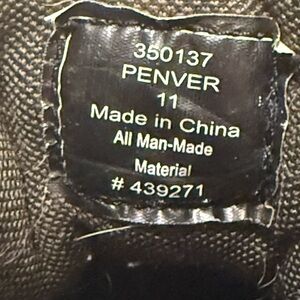 350137
PENVER
11
Made in China
All Man-Made
Material
# 439271